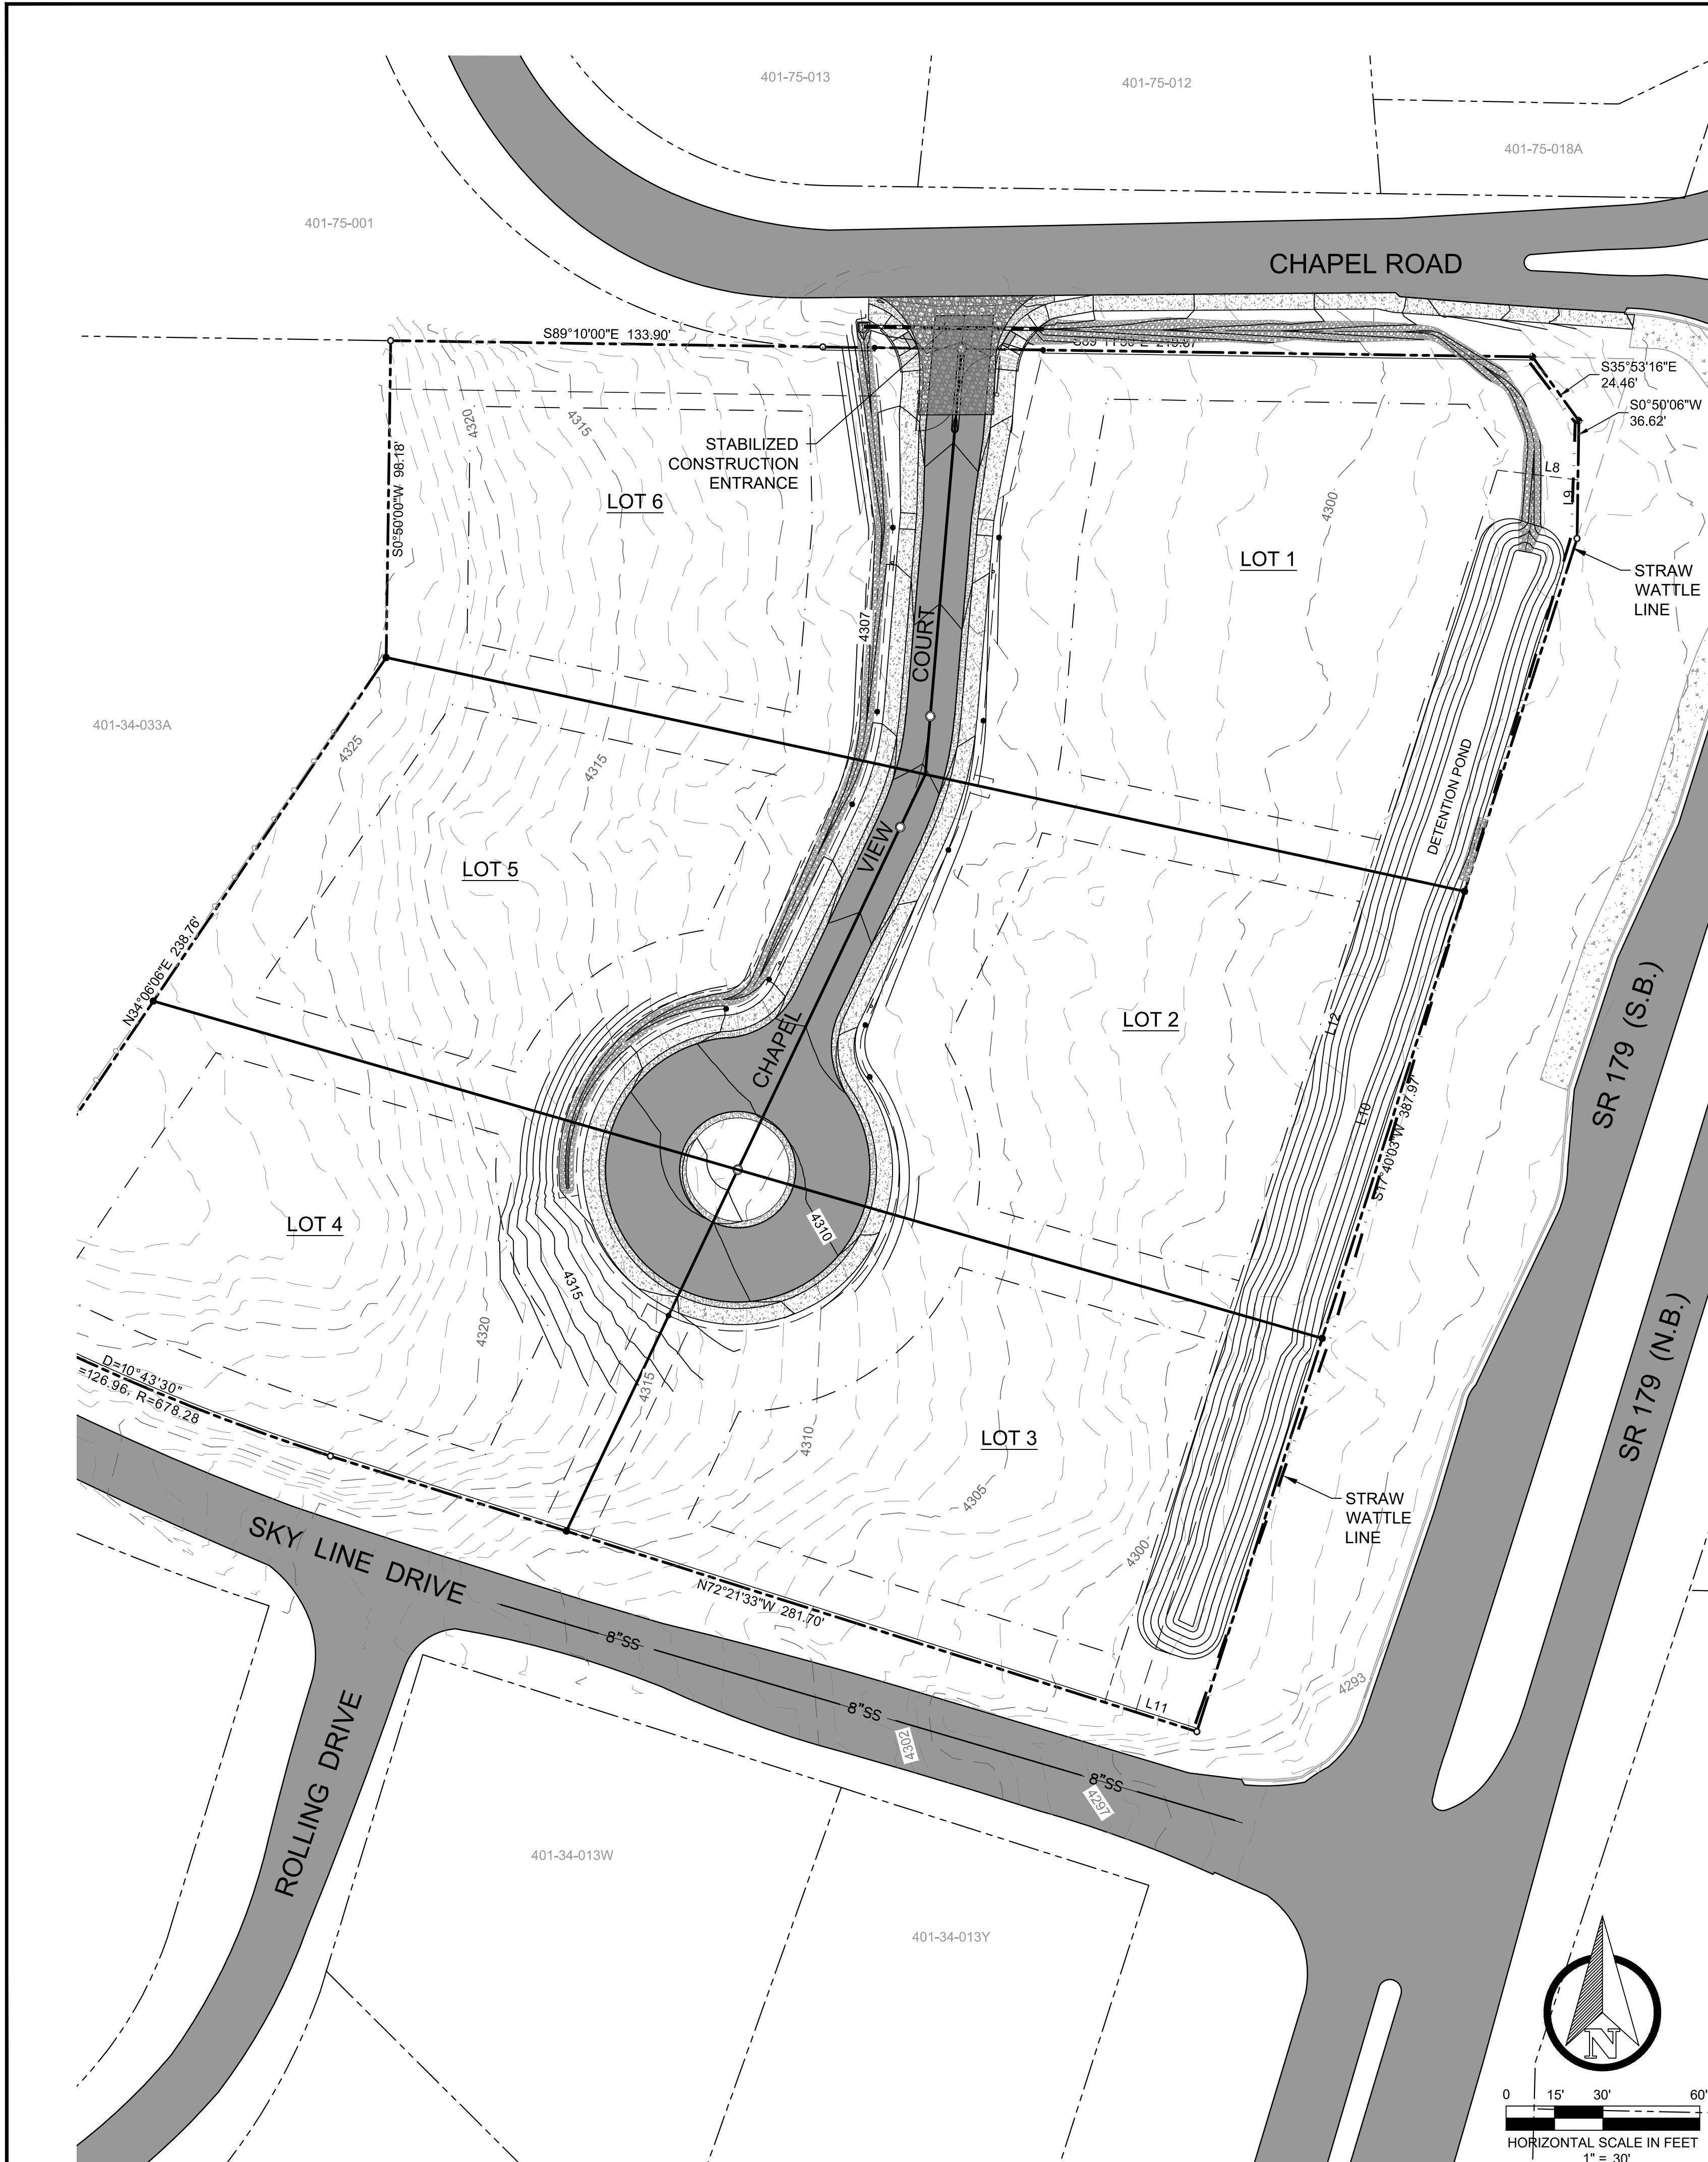 401-75-013
401-75-012
401-75-018A
401-75-001
CHAPEL ROAD
S89°10'00"E 133.90'
S35°53'16"E
24.46'
S0°50'06"W
36.62'
4320
4315
STABILIZED
CONSTRUCTION
ENTRANCE
S0°50'00"W 98.18'
LOT 6
4300
L8
L9
LOT 1
STRAW
WATTLE
LINE
4307
COURT
401-34-033A
4325
4315
DETENTION POND
VIEW
LOT 5
N34°06'06"E 238.76'
LOT 2
L12
CHAPEL
SR 179 (S.B.)
L10
S17°40'03"W 387.97'
LOT 4
4310
4315
4320
SR 179 (N.B.)
D=10°43'30"
=126.96, R=678.28
4315
4310
LOT 3
4305
STRAW
WATTLE
LINE
4300
SKY LINE DRIVE
N72°21'33"W 281.70'
8"SS
8"SS
8"SS
L11
4293
4302
4297
ROLLING DRIVE
401-34-013W
401-34-013Y
N
0 15' 30' 60'
HORIZONTAL SCALE IN FEET
1" = 30'